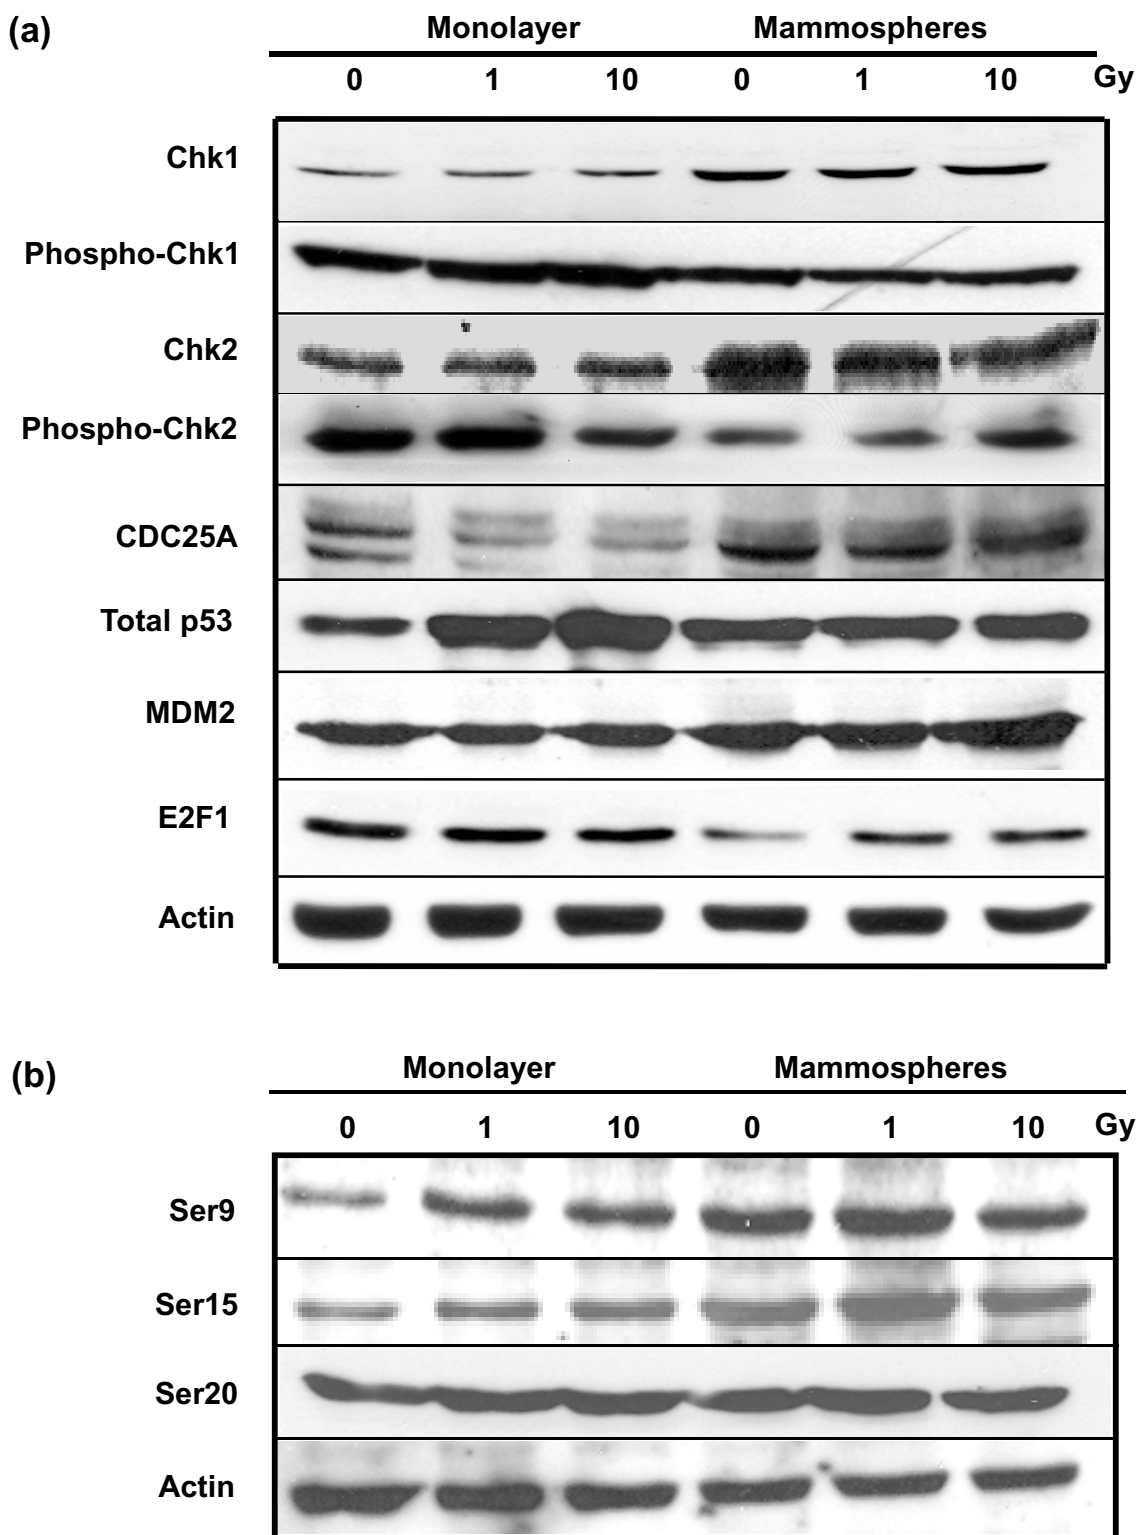 (a)
Monolayer Mammospheres
0 1 10 0 1 10 Gy
Chk1
Phospho-Chk1
Chk2
Phospho-Chk2
CDC25A
Total p53
MDM2
E2F1
Actin
(b)
Monolayer Mammospheres
0 1 10 0 1 10 Gy
Ser9
Ser15
Ser20
Actin